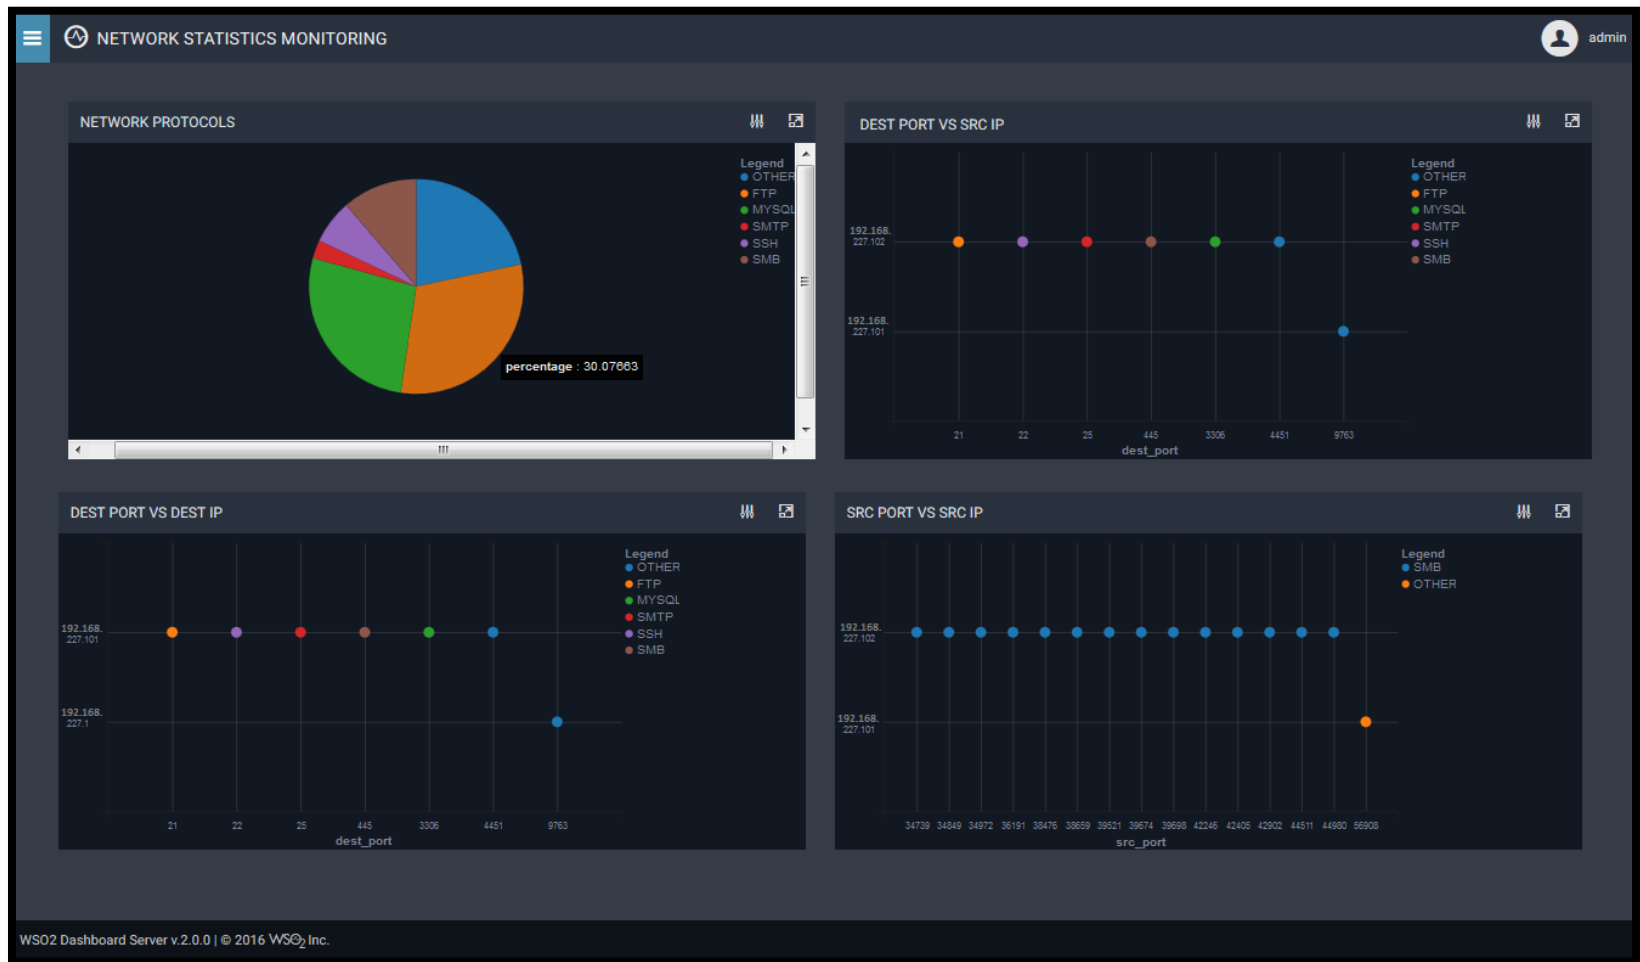 NETWORK STATISTICS MONITORING
admin
NETWORK PROTOCOLS
Legend
OTHER
FTP
MYSQL
SMTP
SSH
SMB
percentage : 30.07663
DEST PORT VS SRC IP
192.168.
227.102
192.168.
227.101
21 22 25 445 3306 4451 9763
dest_port
Legend
OTHER
FTP
MYSQL
SMTP
SSH
SMB
DEST PORT VS DEST IP
192.168.
227.101
192.168.
227.1
21 22 25 445 3306 4451 9763
dest_port
Legend
OTHER
FTP
MYSQL
SMTP
SSH
SMB
SRC PORT VS SRC IP
192.168.
227.102
192.168.
227.101
34739 34849 34972 36191 38476 38659 39521 39674 39698 42246 42405 42902 44511 44980 56908
src_port
Legend
SMB
OTHER
WSO2 Dashboard Server v.2.0.0 | © 2016 WSO2 Inc.